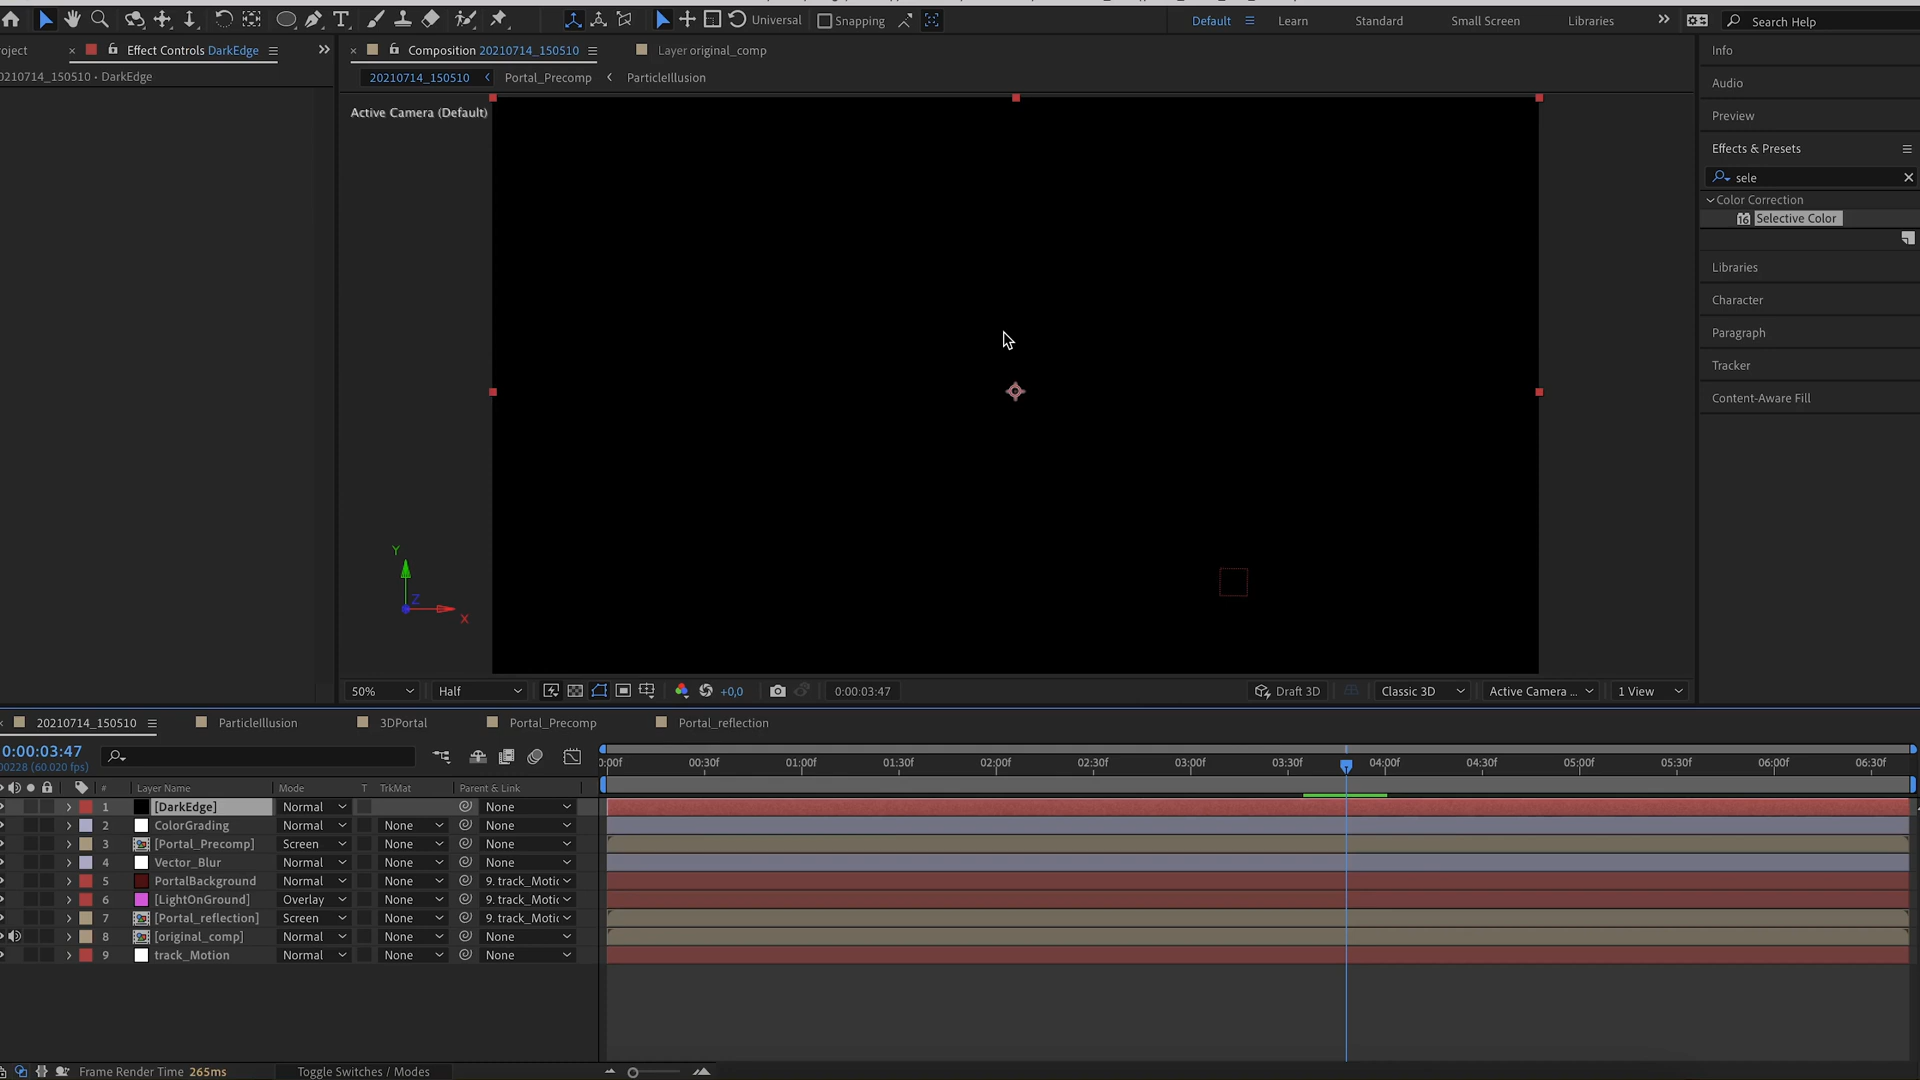 Universal
Snapping
Default
Learn
Standard
Small Screen
Libraries
Search Help
roject
Effect Controls DarkEdge
Composition 20210714_150510
Layer original_comp
0210714_150510 • DarkEdge
20210714_150510
Portal_Precomp
ParticleIllusion
Active Camera (Default)
Info
Audio
Preview
Effects & Presets
sele
Color Correction
16
Selective Color
Libraries
Character
Paragraph
Tracker
Content-Aware Fill
Y
Z
X
50%
Half
+0,0
0:00:03:47
Draft 3D
Classic 3D
Active Camera ...
1 View
20210714_150510
ParticleIllusion
3DPortal
Portal_Precomp
Portal_reflection
0:00:03:47
00228 (60.020 fps)
):00f
00:30f
01:00f
01:30f
02:00f
02:30f
03:00f
03:30f
04:00f
04:30f
05:00f
05:30f
06:00f
06:30f
# Layer Name Mode T TrkMat Parent & Link
1 [DarkEdge] Normal None
2 ColorGrading Normal None None
3 [Portal_Precomp] Screen None None
4 Vector_Blur Normal None None
5 PortalBackground Normal None 9. track_Motic
6 [LightOnGround] Overlay None 9. track_Motic
7 [Portal_reflection] Screen None 9. track_Motic
8 [original_comp] Normal None None
9 track_Motion Normal None None
Frame Render Time 265ms
Toggle Switches / Modes